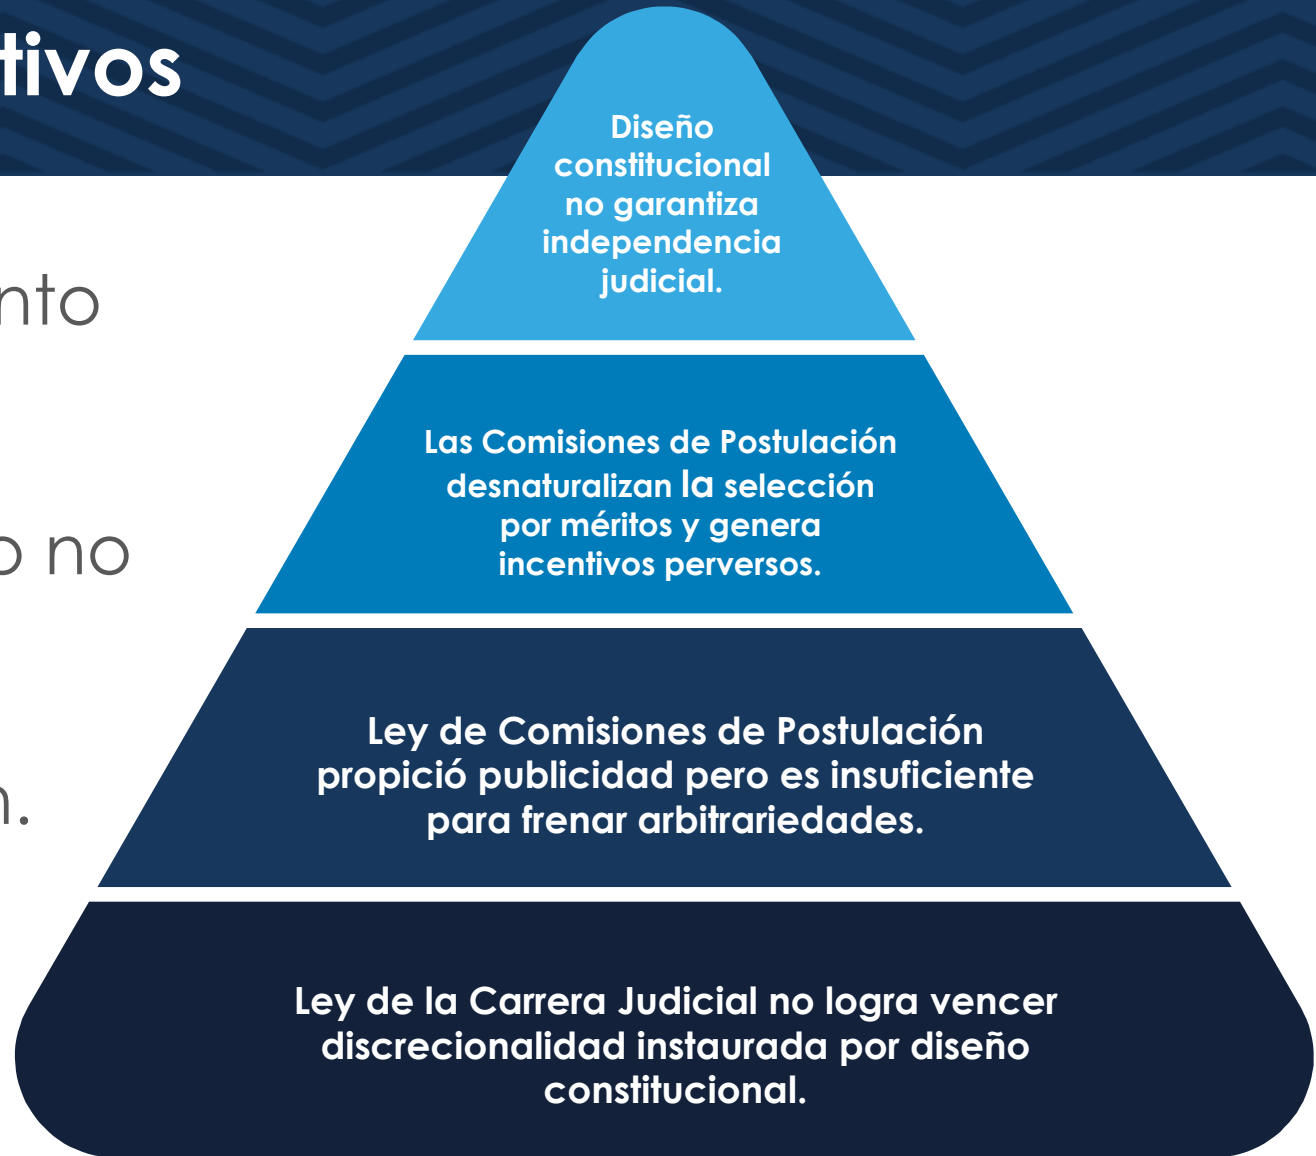 tivos
nto
o no
n.
Diseño
constitucional
no garantiza
independencia
judicial.
Las Comisiones de Postulación
desnaturalizan la selección
por méritos y genera
incentivos perversos.
Ley de Comisiones de Postulación
propició publicidad pero es insuficiente
para frenar arbitrariedades.
Ley de la Carrera Judicial no logra vencer
discrecionalidad instaurada por diseño
constitucional.